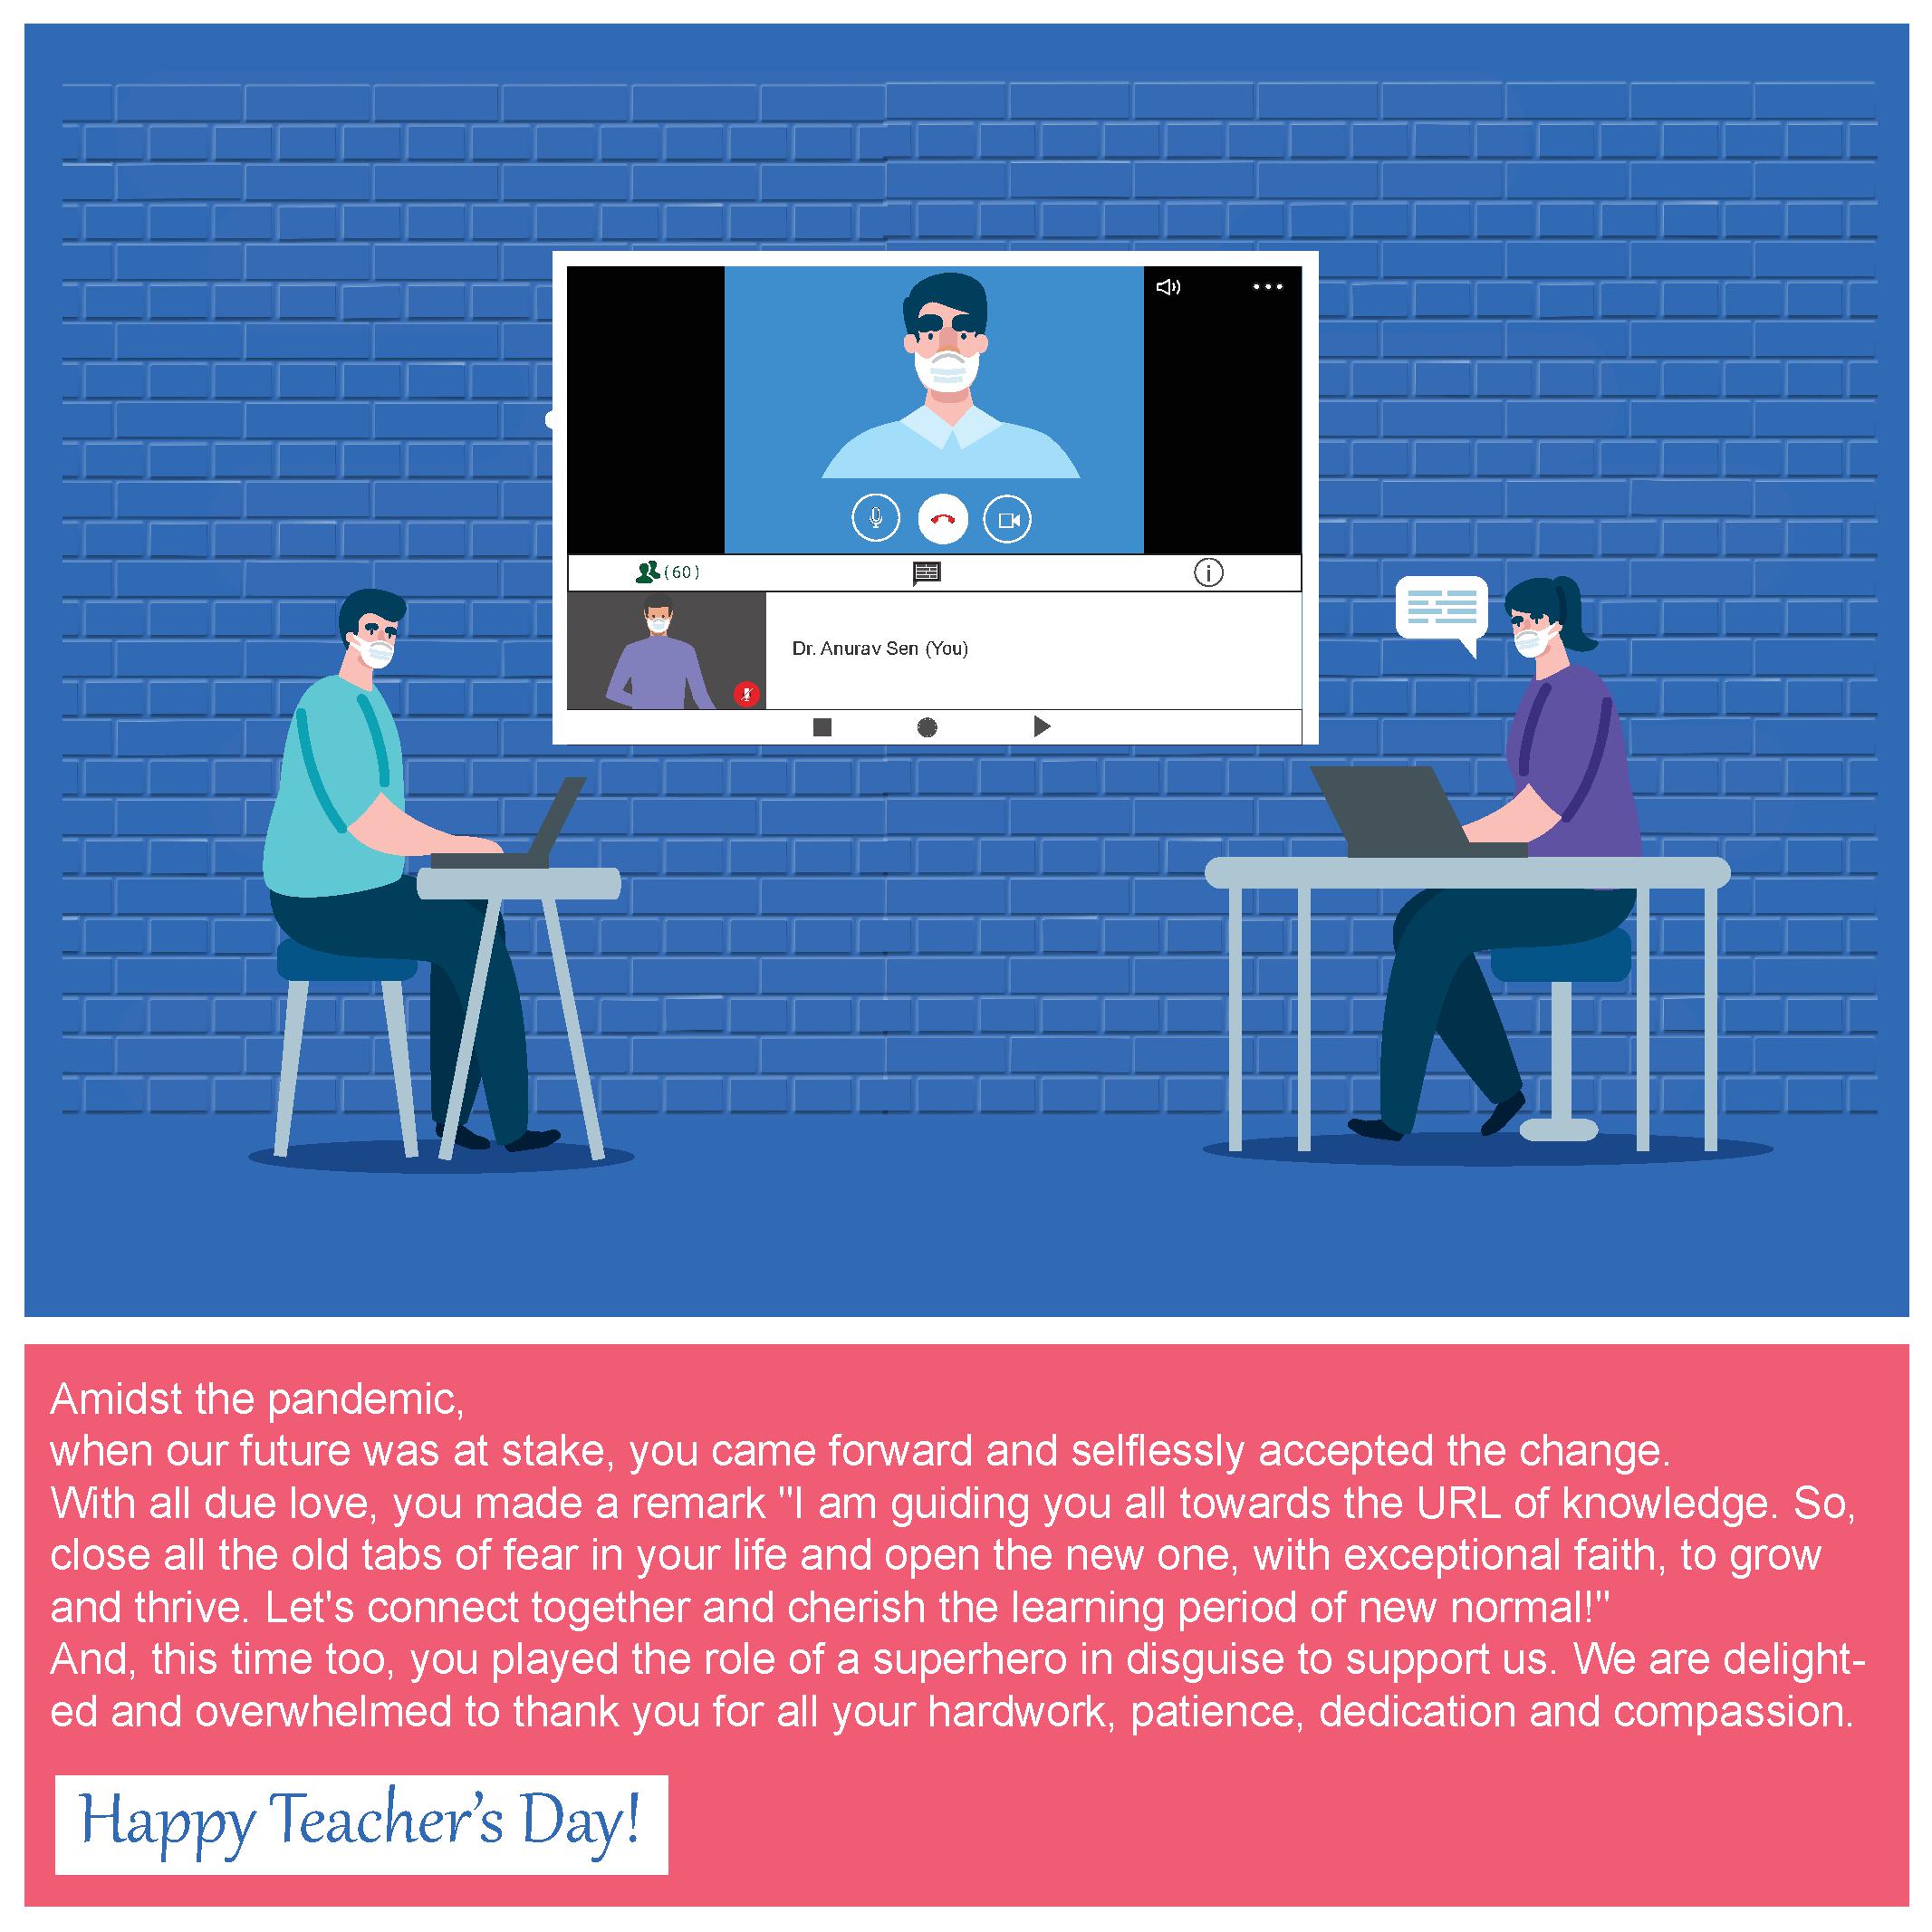 (60)
Dr. Anurav Sen (You)
Amidst the pandemic,
when our future was at stake, you came forward and selflessly accepted the change.
With all due love, you made a remark "I am guiding you all towards the URL of knowledge. So,
close all the old tabs of fear in your life and open the new one, with exceptional faith, to grow
and thrive. Let's connect together and cherish the learning period of new normal!"
And, this time too, you played the role of a superhero in disguise to support us. We are delight-
ed and overwhelmed to thank you for all your hardwork, patience, dedication and compassion.
Happy Teacher's Day!